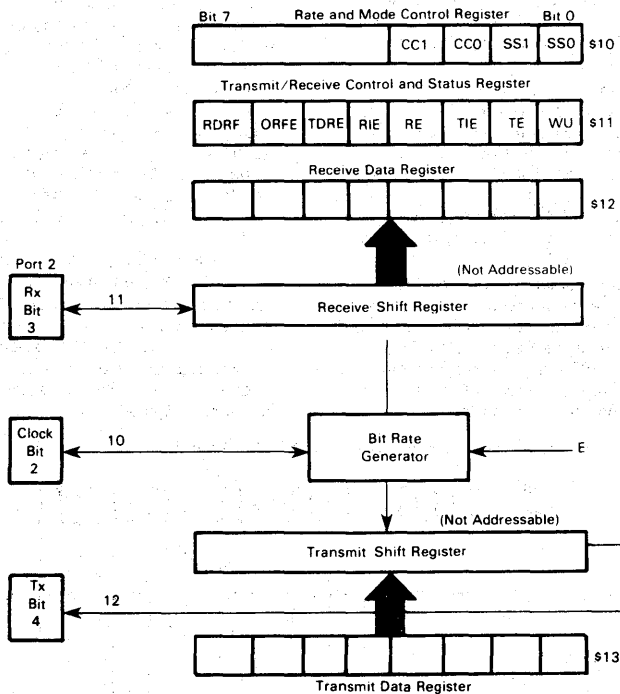 Bit 7 Rate and Mode Control Register Bit 0
CC1 CC0 SS1 SS0 $10
Transmit/Receive Control and Status Register
RDRF ORFE TDRE RIE RE TIE TE WU $11
Receive Data Register
$12
Port 2
(Not Addressable)
Rx
Bit
3
11
Receive Shift Register
Clock
Bit
2
10
Bit Rate
Generator
E
(Not Addressable)
Transmit Shift Register
Tx
Bit
4
12
$13
Transmit Data Register